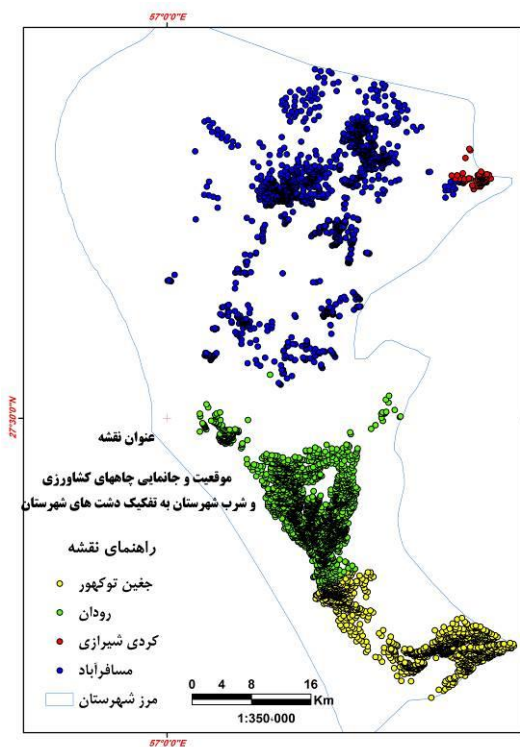 57°0'0"E
27°30'0"N
عنوان نقشه
موقعیت و جانمایی چاههای کشاورزی
و شرب شهرستان به تفکیک دشت های شهرستان
راهنمای نقشه
جغین توکهور
رودان
کردی شیرازی
مسافرآباد
مرز شهرستان
0 4 8 16
Km
1:350،000
57°0'0"E